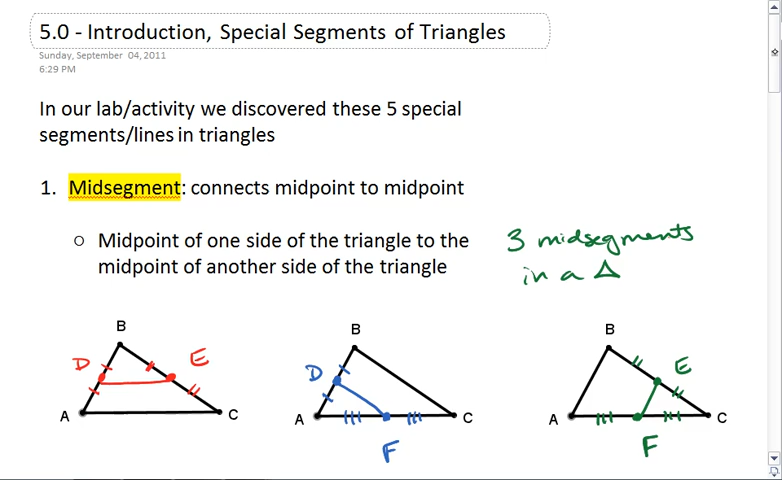 5.0 - Introduction, Special Segments of Triangles
Sunday, September 04, 2011
6:29 PM
In our lab/activity we discovered these 5 special
segments/lines in triangles
1. Midsegment: connects midpoint to midpoint
Midpoint of one side of the triangle to the
midpoint of another side of the triangle
3 midsegments
in a △
B
D
E
A
C
B
D
A
C
F
B
E
A
C
F